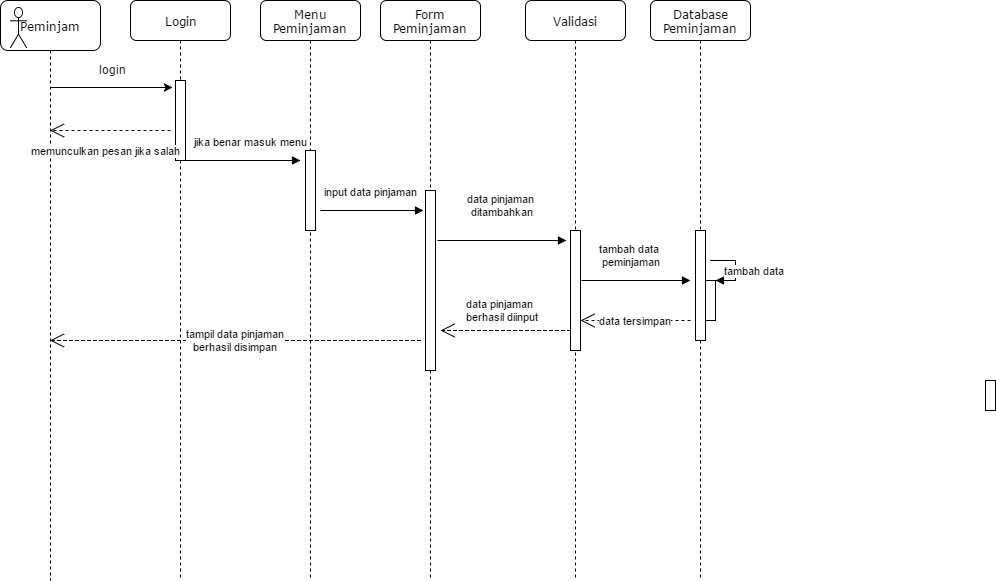 Peminjam
Login
Menu
Peminjaman
Form
Peminjaman
Validasi
Database
Peminjaman
login
memunculkan pesan jika salah
jika benar masuk menu
input data pinjaman
data pinjaman
ditambahkan
tambah data
peminjaman
tambah data
data tersimpan
data pinjaman
berhasil diinput
tampil data pinjaman
berhasil disimpan